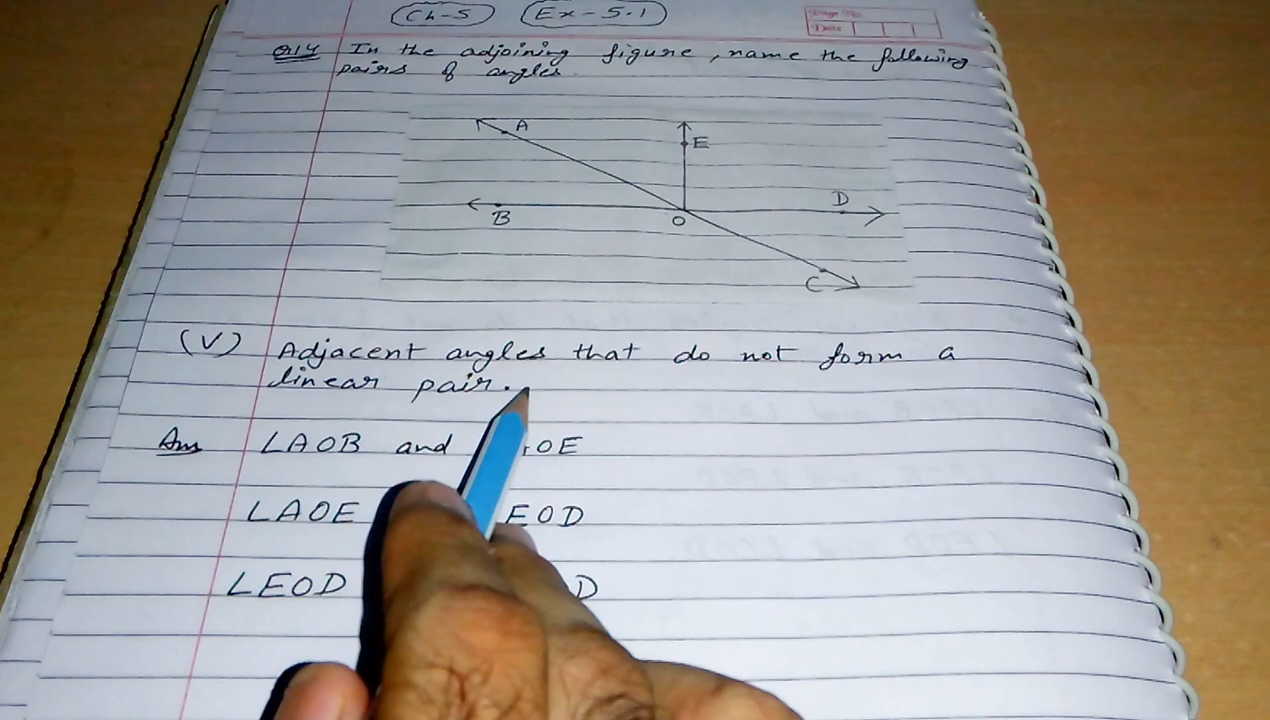 Ch-5 Ex-5.1
Date
Q14 In the adjoining figure, name the following
pairs of angles.
A
E
D
B
O
C
(V) Adjacent angles that do not form a
linear pair.
Ans ∠AOB and OE
∠AOE EOD
∠EOD D